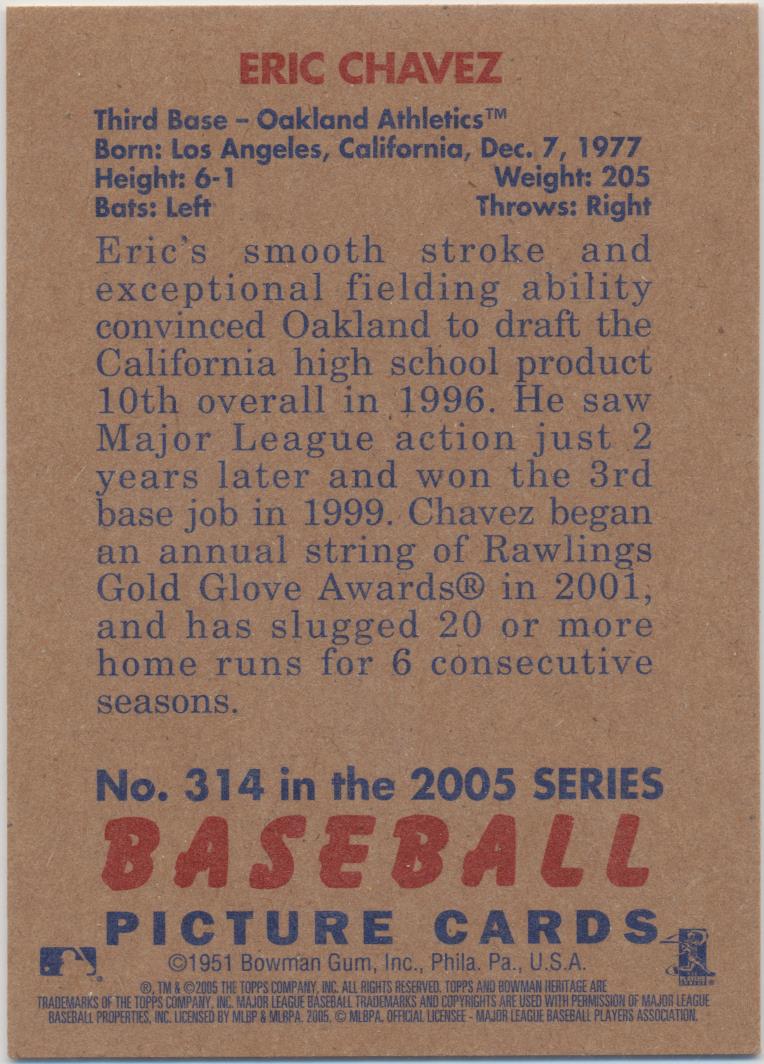 ERIC CHAVEZ
Third Base – Oakland Athletics™
Born: Los Angeles, California, Dec. 7, 1977
Height: 6-1 Weight: 205
Bats: Left Throws: Right
Eric's smooth stroke and
exceptional fielding ability
convinced Oakland to draft the
California high school product
10th overall in 1996. He saw
Major League action just 2
years later and won the 3rd
base job in 1999. Chavez began
an annual string of Rawlings
Gold Glove Awards® in 2001,
and has slugged 20 or more
home runs for 6 consecutive
seasons.
No. 314 in the 2005 SERIES
BASEBALL
PICTURE CARDS
©1951 Bowman Gum, Inc., Phila. Pa., U.S.A.
®, TM & ©2005 THE TOPPS COMPANY, INC. ALL RIGHTS RESERVED. TOPPS AND BOWMAN HERITAGE ARE
TRADEMARKS OF THE TOPPS COMPANY, INC. MAJOR LEAGUE BASEBALL TRADEMARKS AND COPYRIGHTS ARE USED WITH PERMISSION OF MAJOR LEAGUE
BASEBALL PROPERTIES, INC. LICENSED BY MLBP & MLBPA. 2005. © MLBPA. OFFICIAL LICENSEE - MAJOR LEAGUE BASEBALL PLAYERS ASSOCIATION.